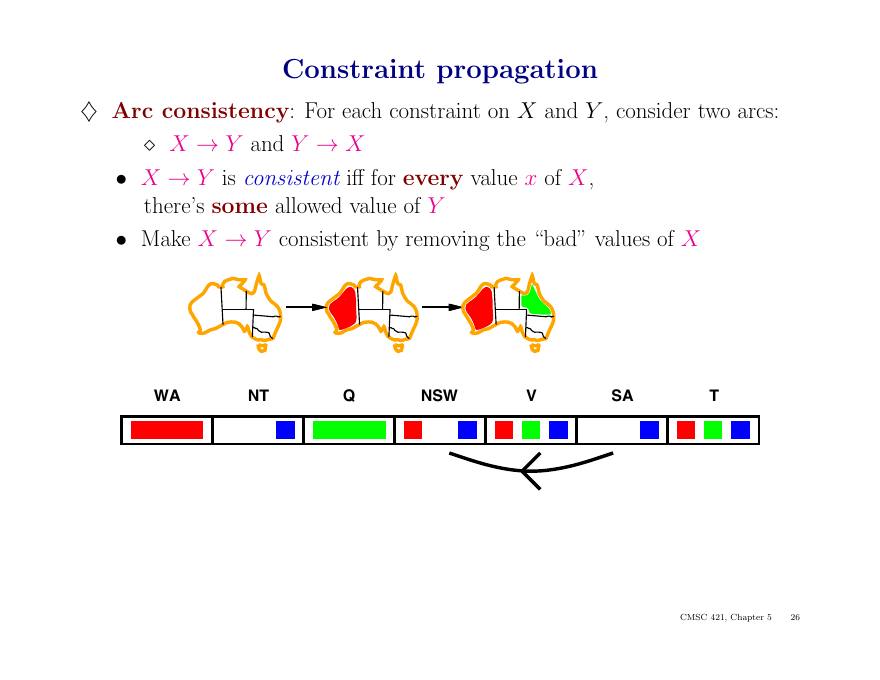 Constraint propagation
♢ Arc consistency: For each constraint on X and Y, consider two arcs:
⋄ X → Y and Y → X
• X → Y is consistent iff for every value x of X,
there's some allowed value of Y
• Make X → Y consistent by removing the “bad” values of X
WA NT Q NSW V SA T
CMSC 421, Chapter 5 26